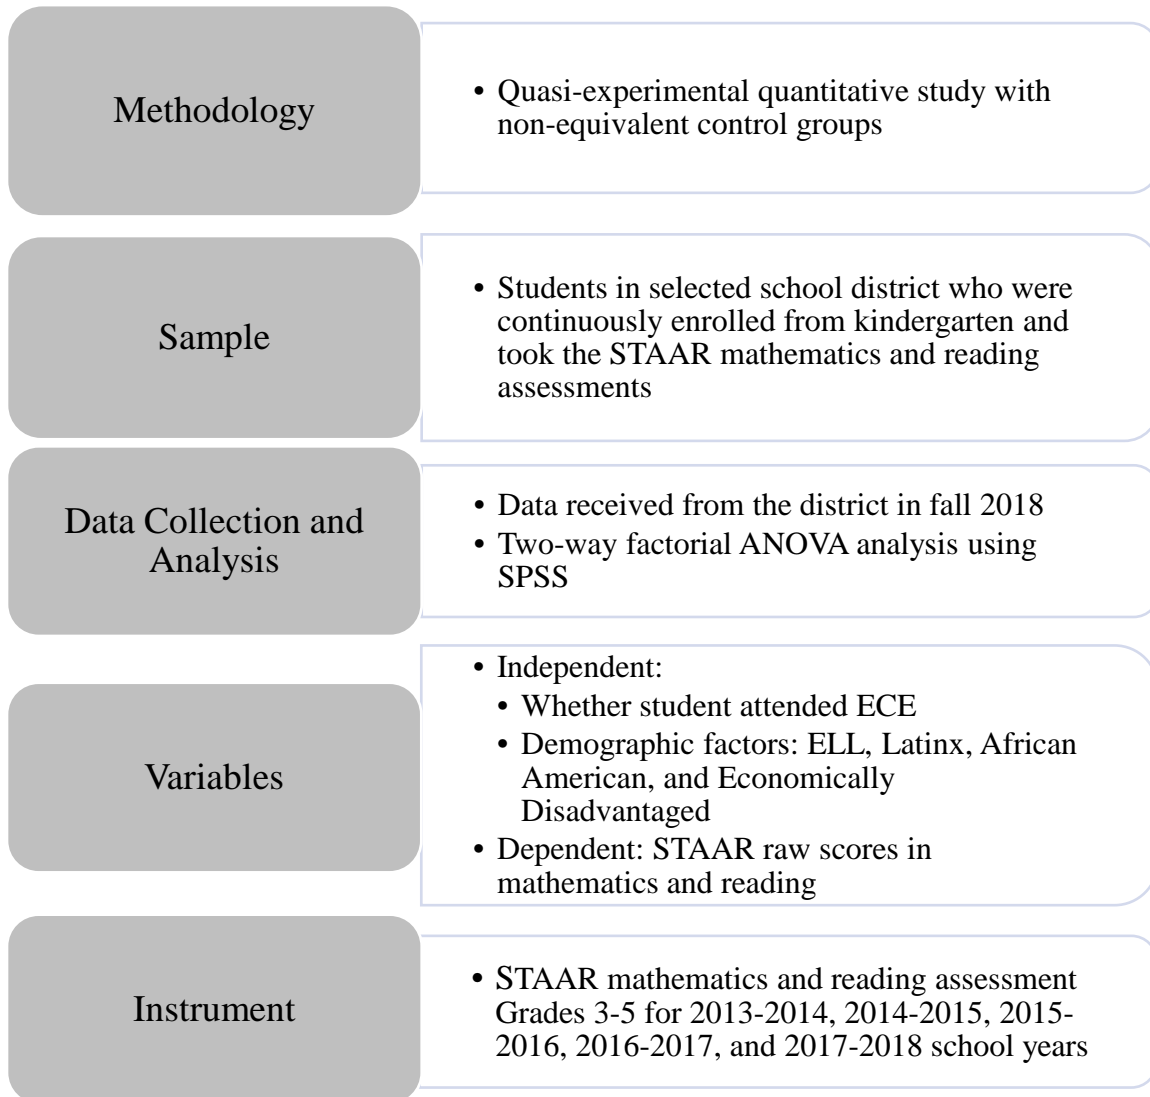 Methodology
• Quasi-experimental quantitative study with
non-equivalent control groups
Sample
• Students in selected school district who were
continuously enrolled from kindergarten and
took the STAAR mathematics and reading
assessments
Data Collection and
Analysis
• Data received from the district in fall 2018
• Two-way factorial ANOVA analysis using
SPSS
Variables
• Independent:
• Whether student attended ECE
• Demographic factors: ELL, Latinx, African
American, and Economically
Disadvantaged
• Dependent: STAAR raw scores in
mathematics and reading
Instrument
• STAAR mathematics and reading assessment
Grades 3-5 for 2013-2014, 2014-2015, 2015-
2016, 2016-2017, and 2017-2018 school years